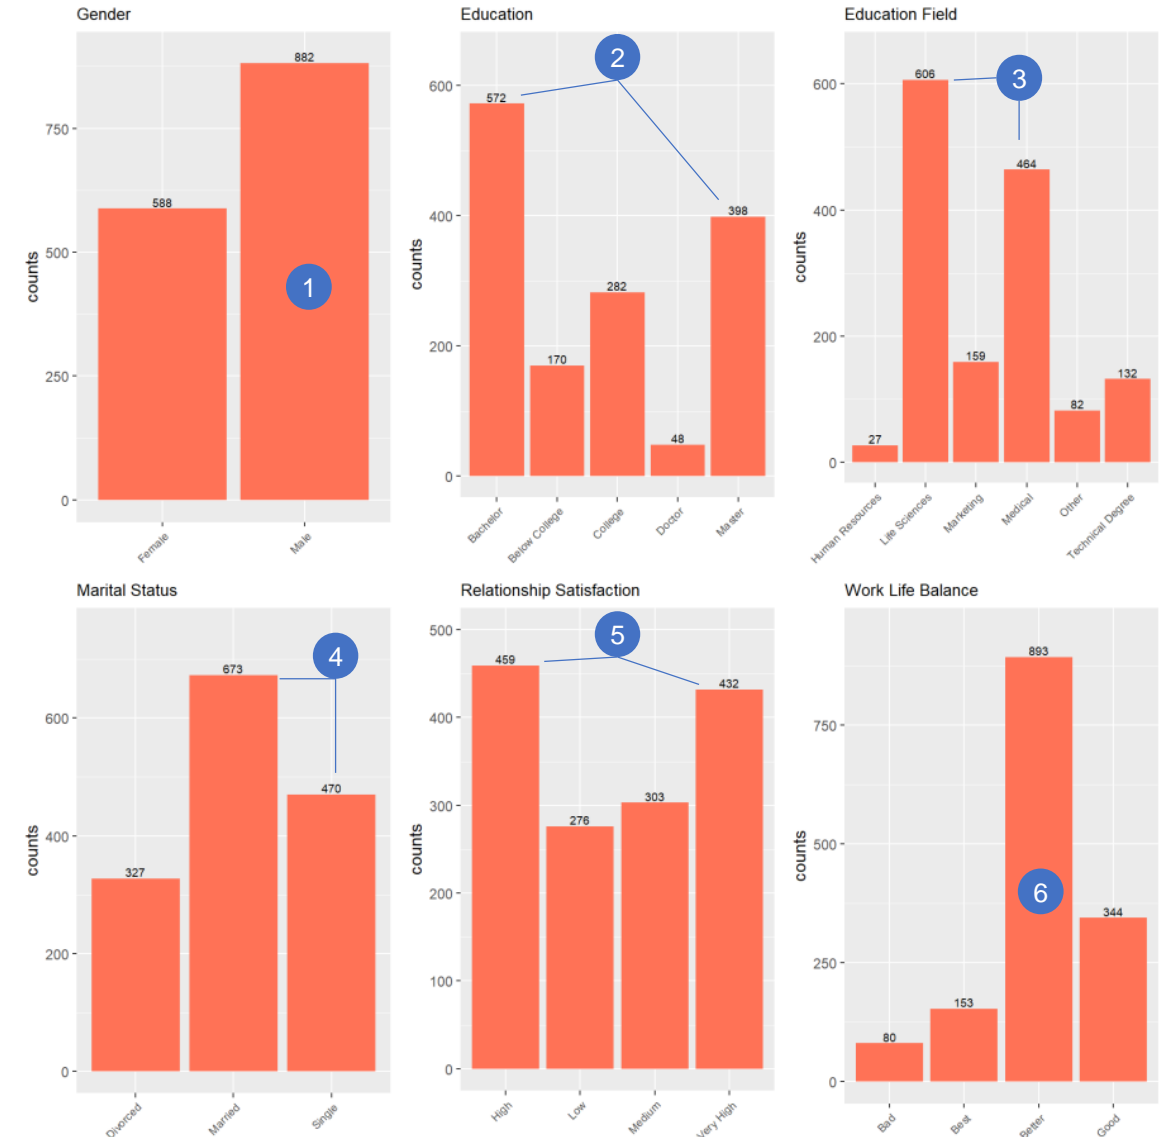 Gender
882
750
588
500
250
0
counts
1
Female
Male
Education
2
600
572
400
398
282
200
170
48
0
counts
Bachelor
Below College
College
Doctor
Master
Education Field
3
606
600
464
400
200
159
132
82
27
0
counts
Human Resources
Life Sciences
Marketing
Medical
Other
Technical Degree
Marital Status
4
673
600
470
400
327
200
0
counts
Divorced
Married
Single
Relationship Satisfaction
5
500
459
432
400
303
300
276
200
100
0
counts
High
Low
Medium
Very High
Work Life Balance
893
750
500
6
344
250
153
80
0
counts
Bad
Best
Better
Good